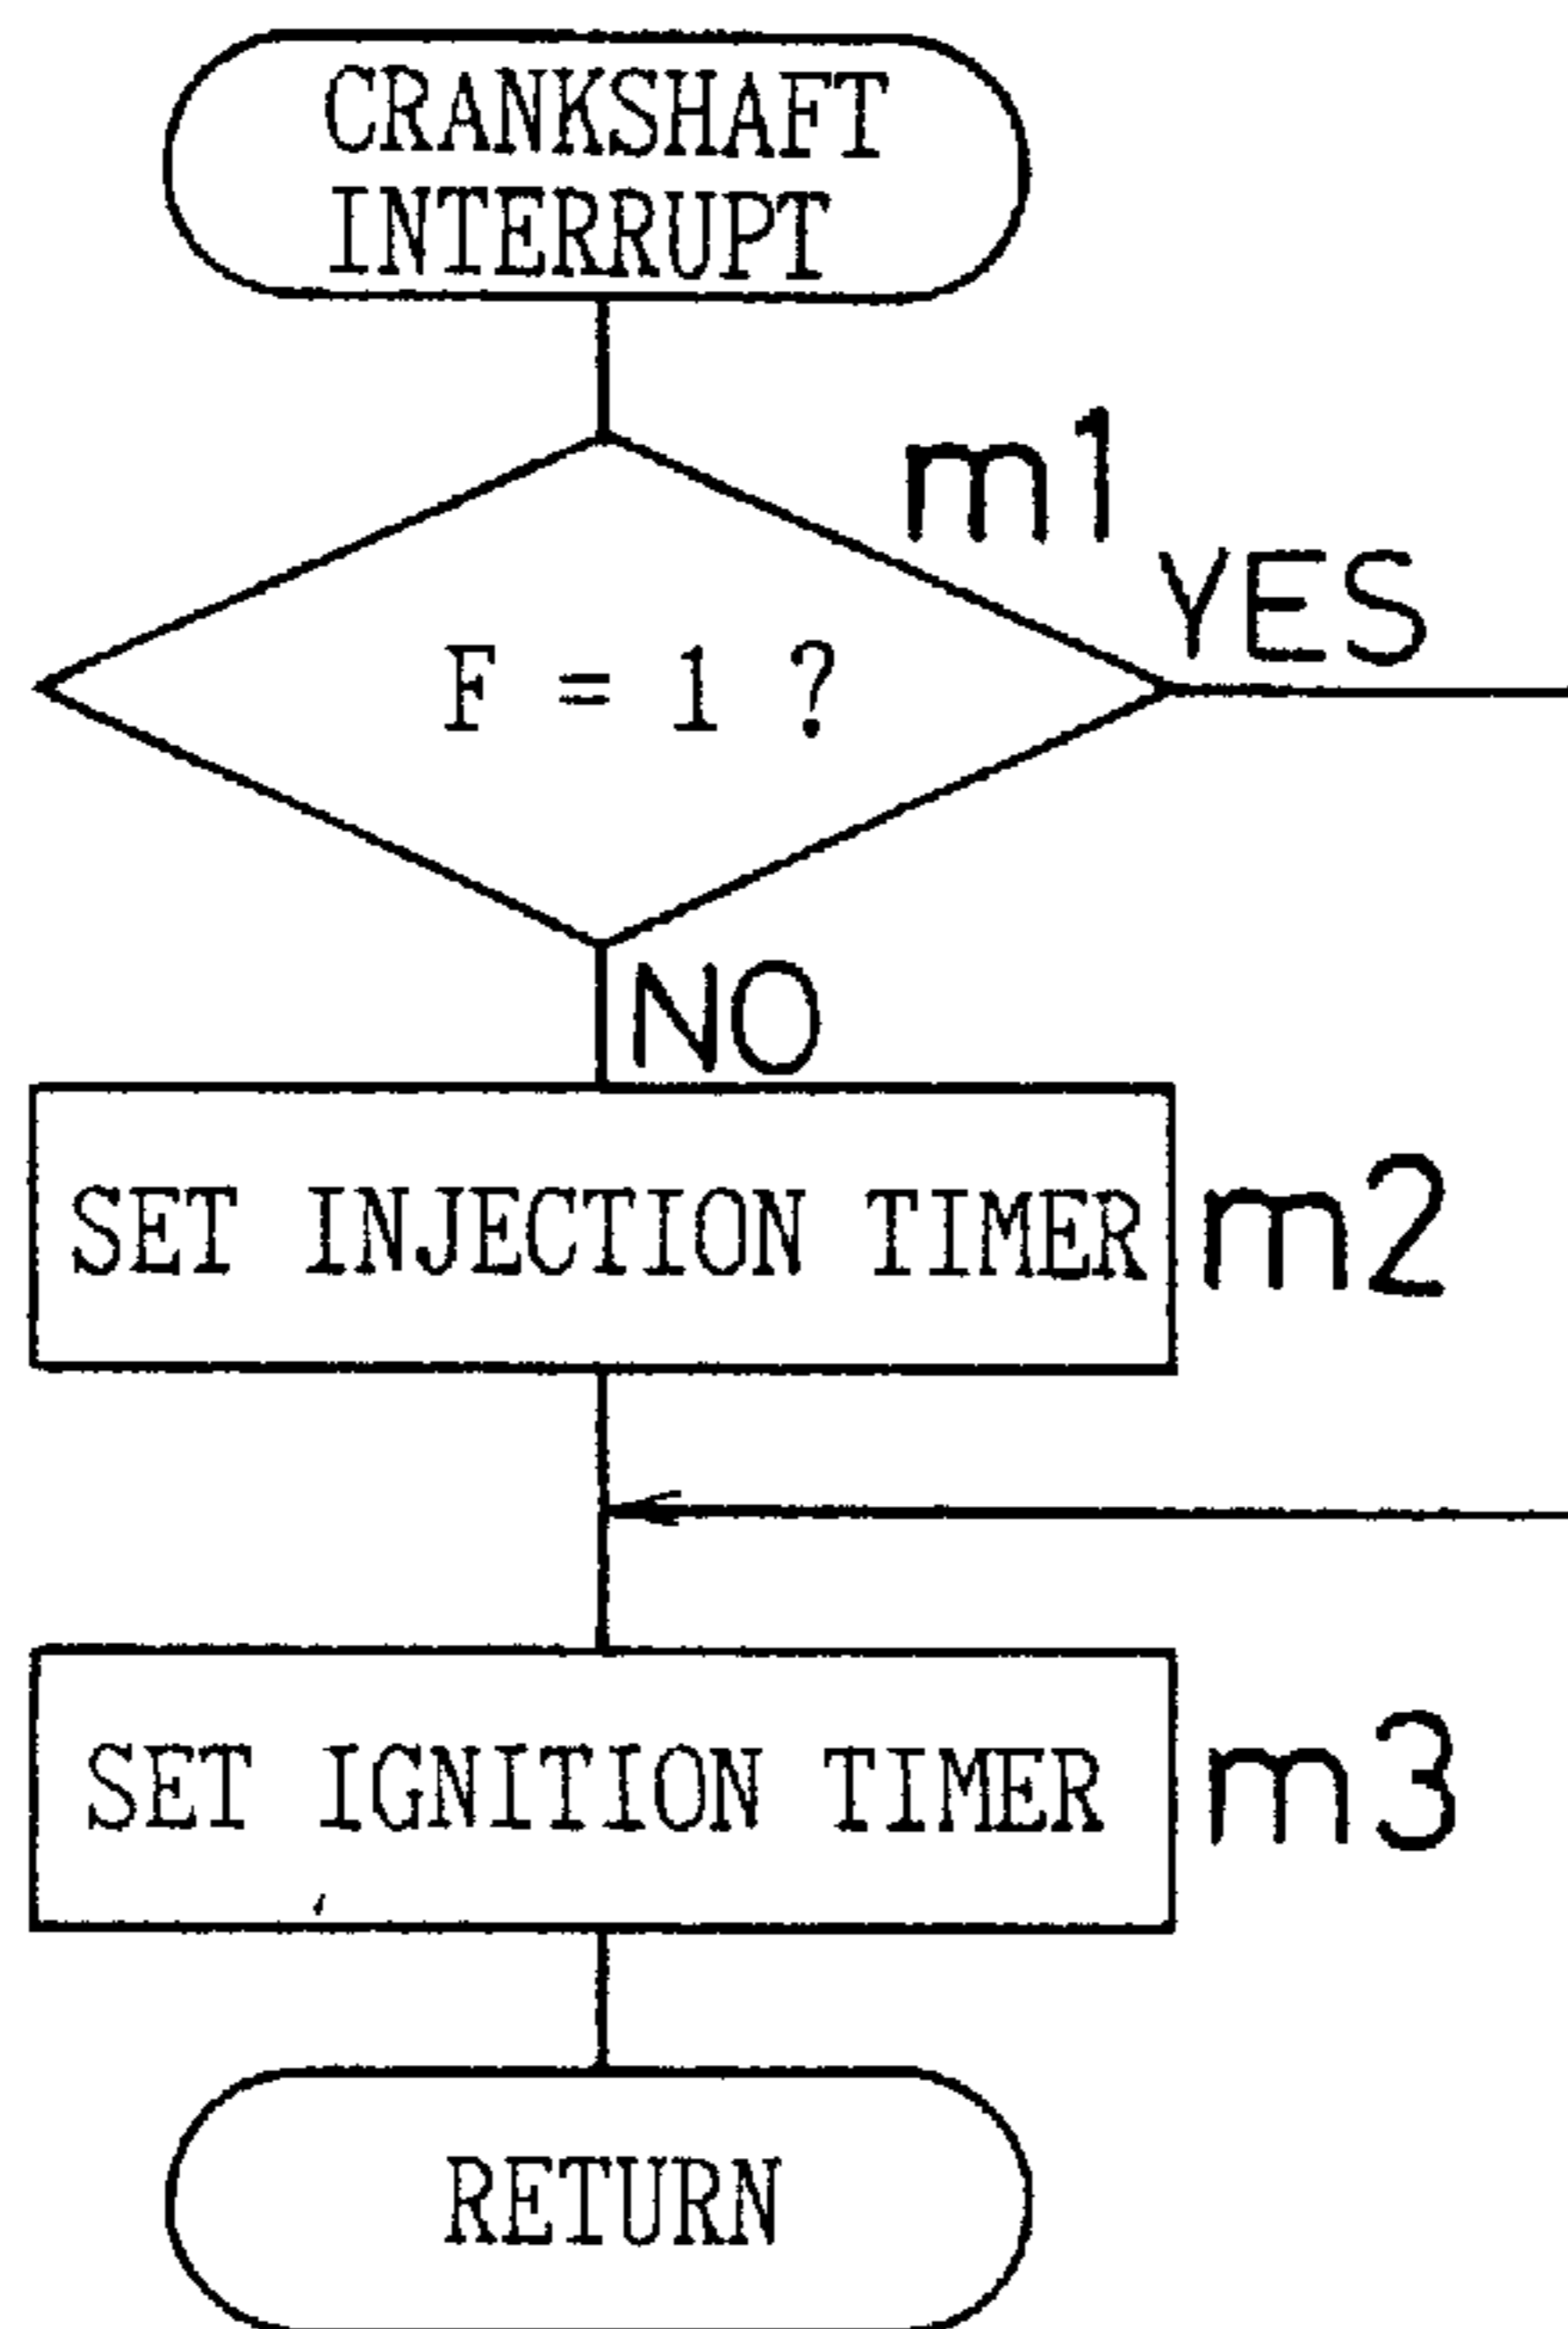 CRANKSHAFT
INTERRUPT
m1
YES
F = 1 ?
NO
SET INJECTION TIMER
m2
SET IGNITION TIMER
m3
RETURN